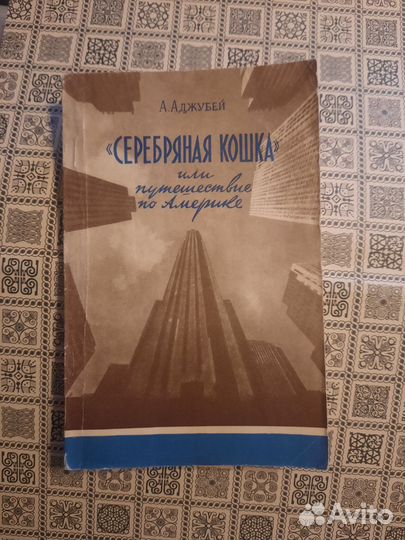 А. Аджубей
«СЕРЕБРЯНАЯ КОШКА»
или
путешествие
по Америке
Avito